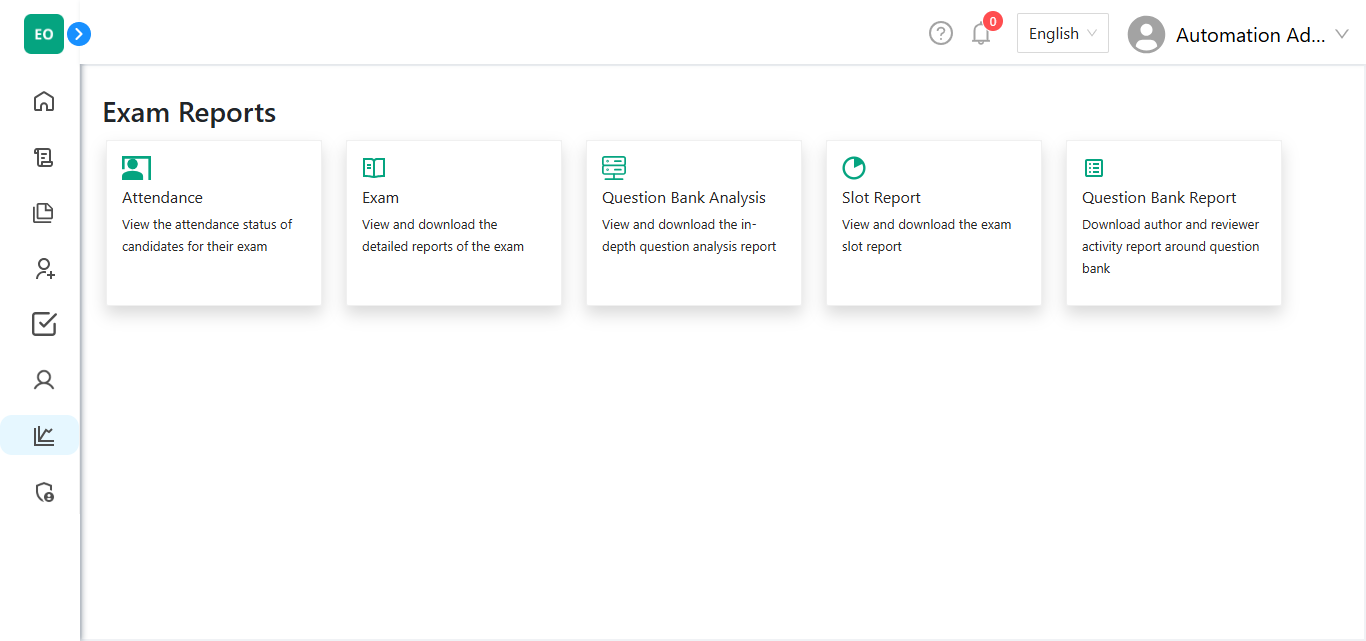 EO
0
English
Automation Ad...
Exam Reports
Attendance
View the attendance status of
candidates for their exam
Exam
View and download the
detailed reports of the exam
Question Bank Analysis
View and download the in-
depth question analysis report
Slot Report
View and download the exam
slot report
Question Bank Report
Download author and reviewer
activity report around question
bank